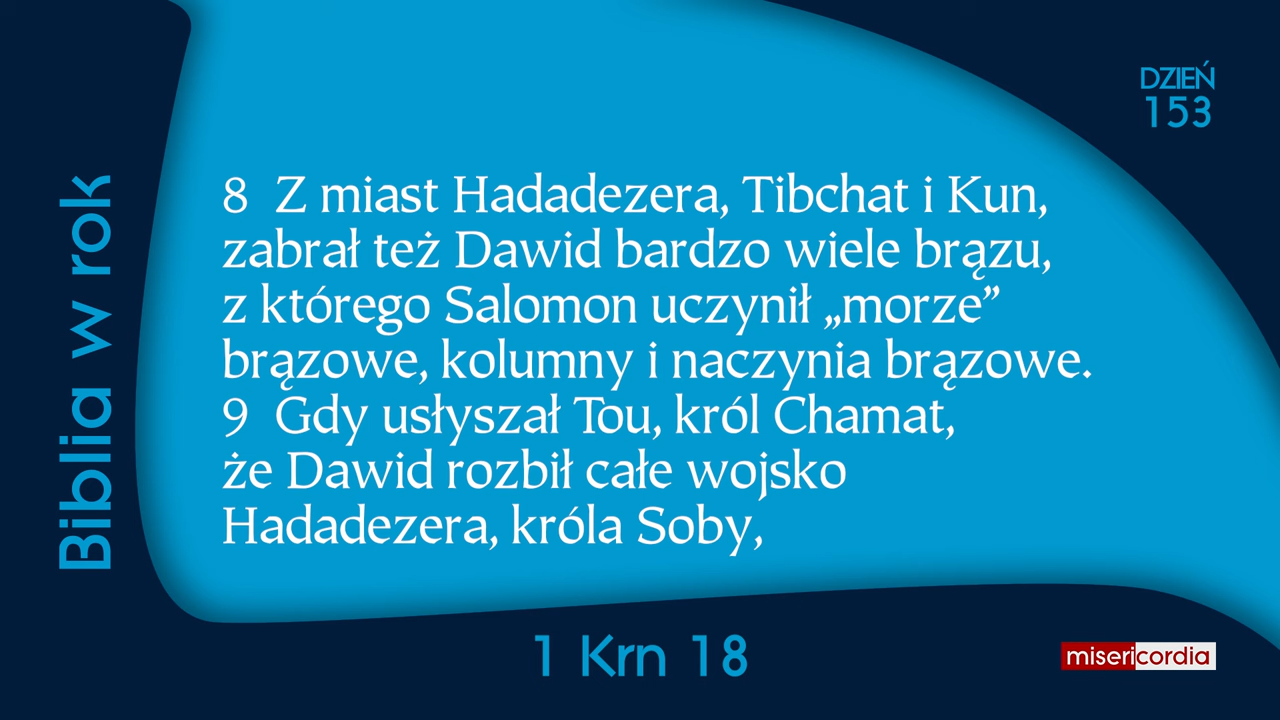 DZIEŃ
153
Biblia w rok
8 Z miast Hadadezera, Tibchat i Kun,
zabrał też Dawid bardzo wiele brązu,
z którego Salomon uczynił „morze”
brązowe, kolumny i naczynia brązowe.
9 Gdy usłyszał Tou, król Chamat,
że Dawid rozbił całe wojsko
Hadadezera, króla Soby,
1 Krn 18
misericordia